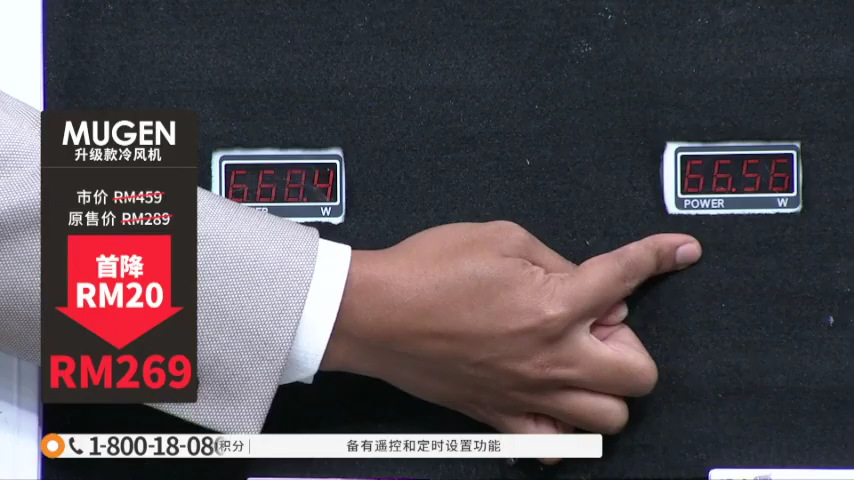 MUGEN
升级款冷风机
市价 RM459
原售价 RM289
首降
RM20
RM269
668.4
W
66.56
POWER W
1-800-18-08
积分
备有遥控和定时设置功能